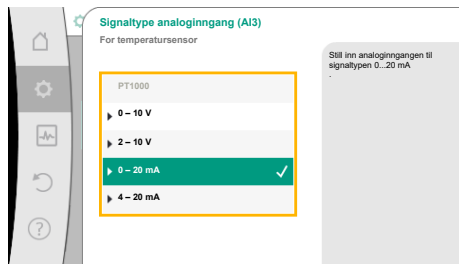 Signaltype analoginngang (AI3)
For temperatursensor
Still inn analoginngangen til
signaltypen 0...20 mA
.
PT1000
0 – 10 V
2 – 10 V
0 – 20 mA
4 – 20 mA